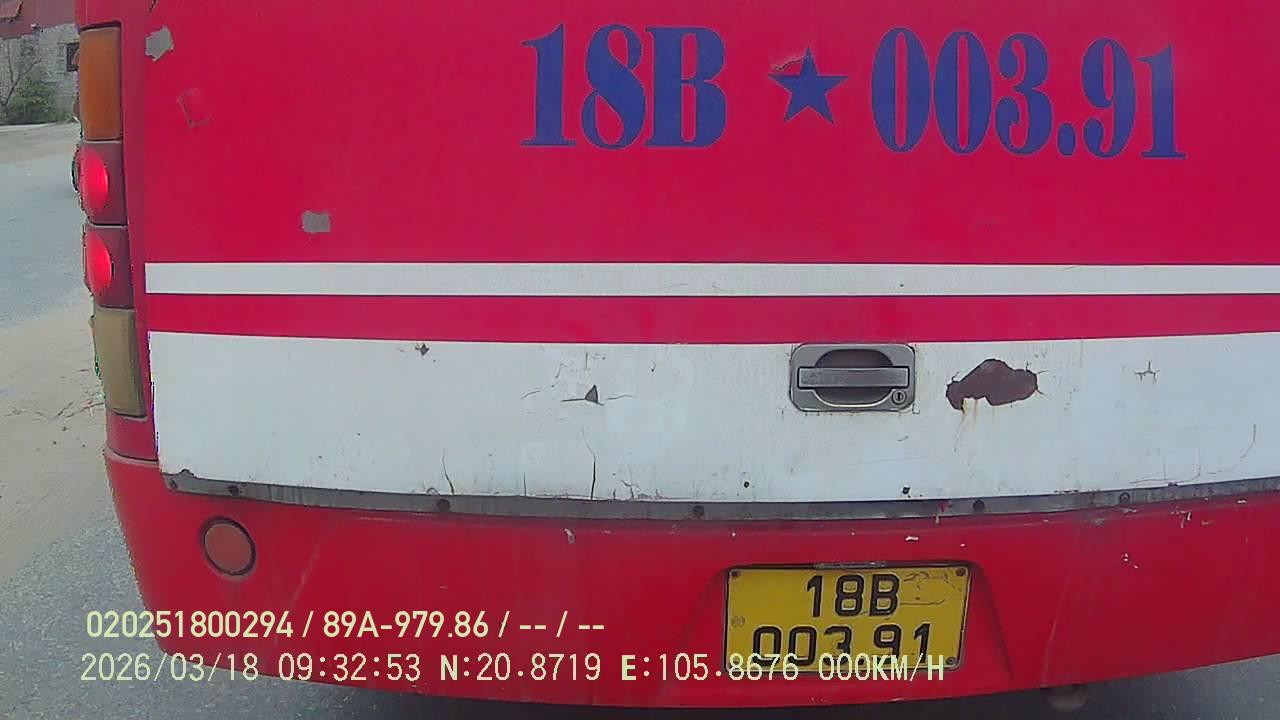 18B ★ 003.91
18B
003.91
020251800294 / 89A-979.86 / -- / --
2026/03/18 09:32:53 N:20.8719 E:105.8676 000KM/H